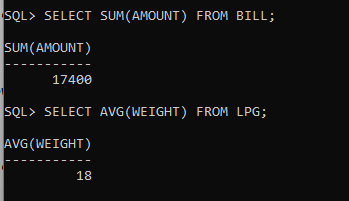 SQL> SELECT SUM(AMOUNT) FROM BILL;
SUM(AMOUNT)
-----------
17400
SQL> SELECT AVG(WEIGHT) FROM LPG;
AVG(WEIGHT)
-----------
18